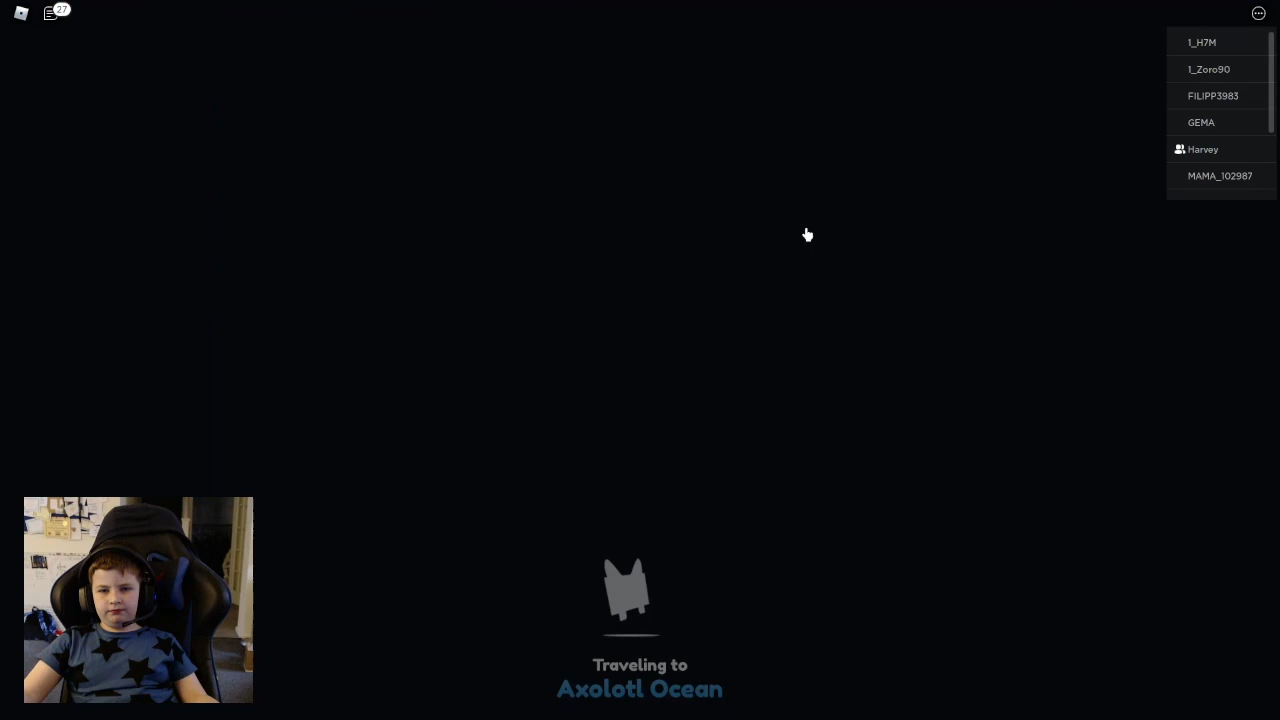 27
1_H7M
1_Zoro90
FILIPP3983
GEMA
Harvey
MAMA_102987
Traveling to
Axolotl Ocean